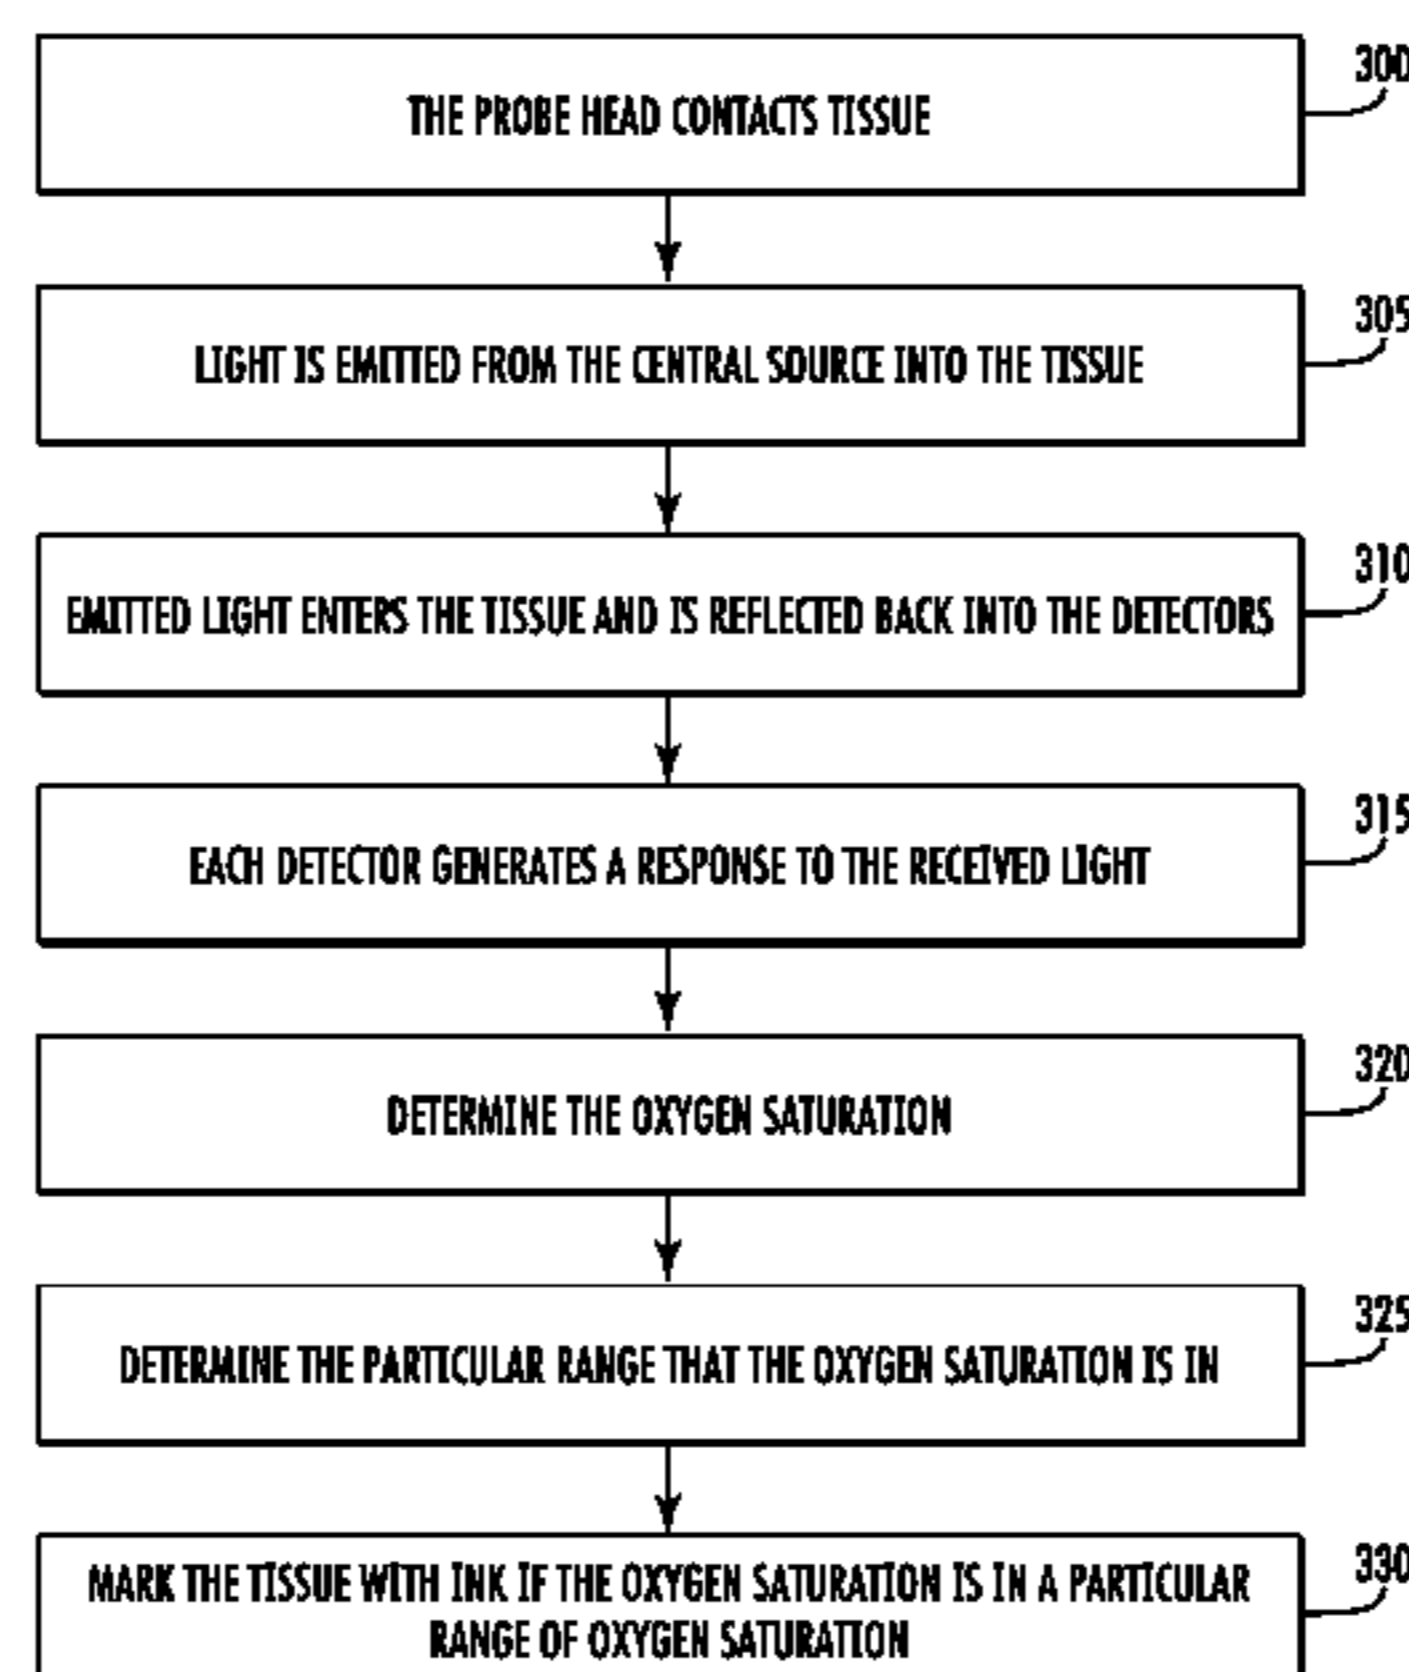 300
THE PROBE HEAD CONTACTS TISSUE
305
LIGHT IS EMITTED FROM THE CENTRAL SOURCE INTO THE TISSUE
310
EMITTED LIGHT ENTERS THE TISSUE AND IS REFLECTED BACK INTO THE DETECTORS
315
EACH DETECTOR GENERATES A RESPONSE TO THE RECEIVED LIGHT
320
DETERMINE THE OXYGEN SATURATION
325
DETERMINE THE PARTICULAR RANGE THAT THE OXYGEN SATURATION IS IN
330
MARK THE TISSUE WITH INK IF THE OXYGEN SATURATION IS IN A PARTICULAR
RANGE OF OXYGEN SATURATION